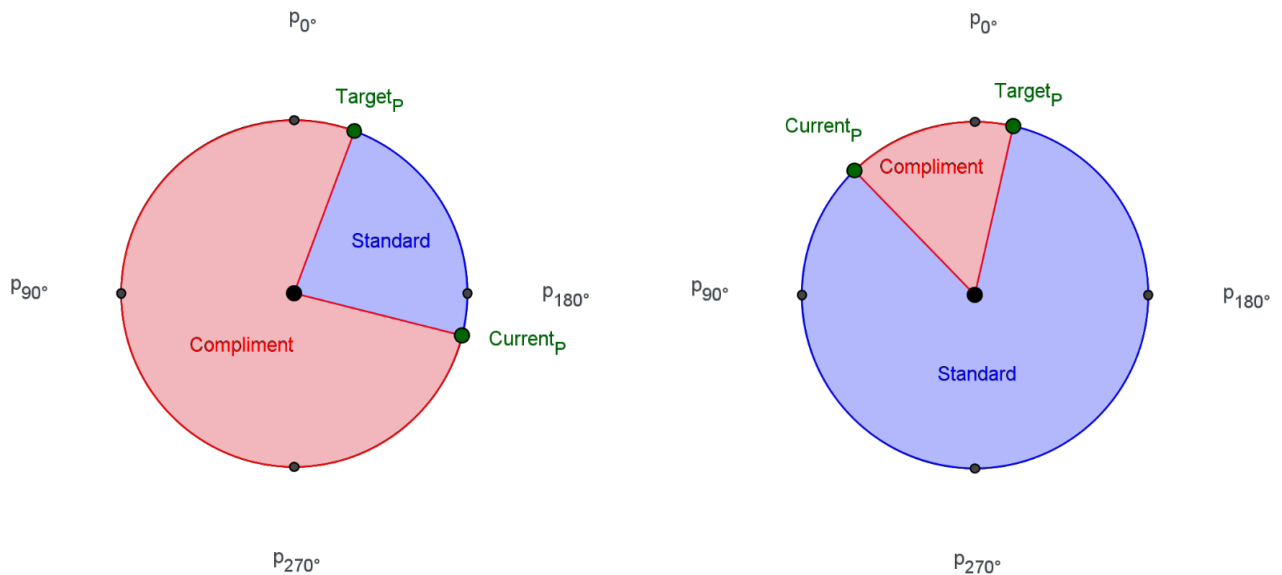 p0°
p0°
TargetP
TargetP
CurrentP
Compliment
Standard
p90°
p180°
p90°
p180°
CurrentP
Compliment
Standard
p270°
p270°